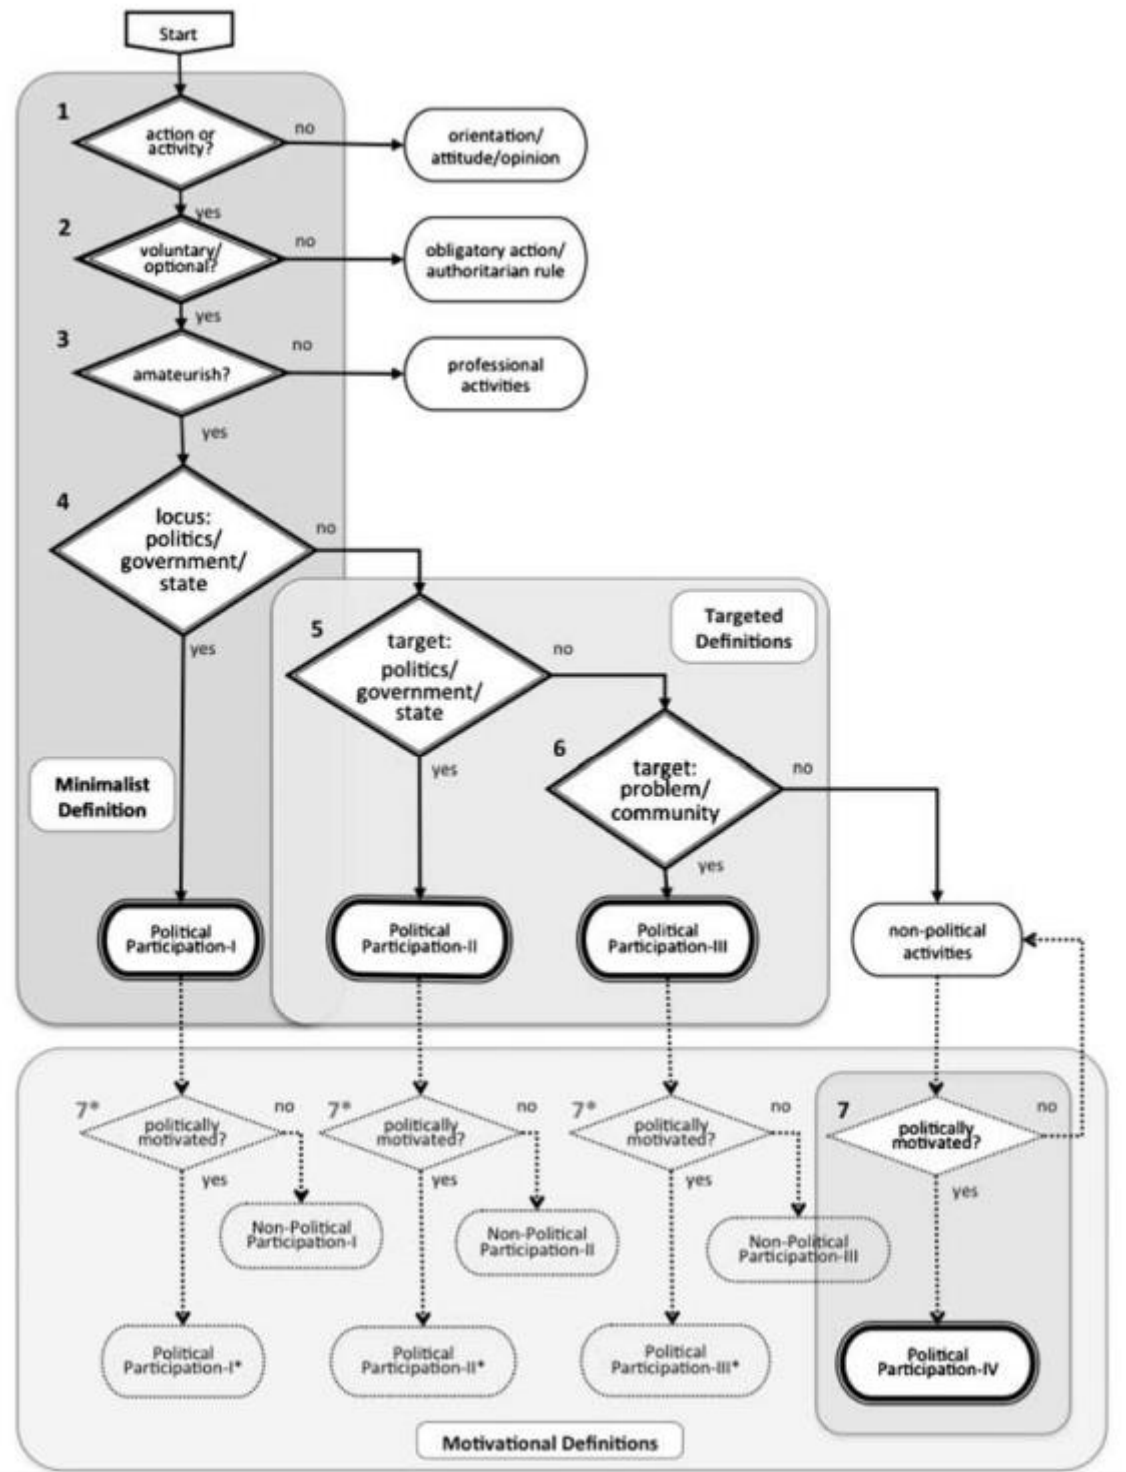 Start
1
action or
activity?
no
orientation/
attitude/opinion
yes
2
voluntary/
optional?
no
obligatory action/
authoritarian rule
yes
3
amateurish?
no
professional
activities
yes
4
locus:
politics/
government/
state
no
yes
Targeted
Definitions
5
target:
politics/
government/
state
no
yes
6
target:
problem/
community
no
yes
Minimalist
Definition
Political
Participation-I
Political
Participation-II
Political
Participation-III
non-political
activities
7*
politically
motivated?
no
yes
7*
politically
motivated?
no
yes
7*
politically
motivated?
no
yes
7
politically
motivated?
no
yes
Non-Political
Participation-I
Non-Political
Participation-II
Non-Political
Participation-III
Political
Participation-I*
Political
Participation-II*
Political
Participation-III*
Political
Participation-IV
Motivational Definitions